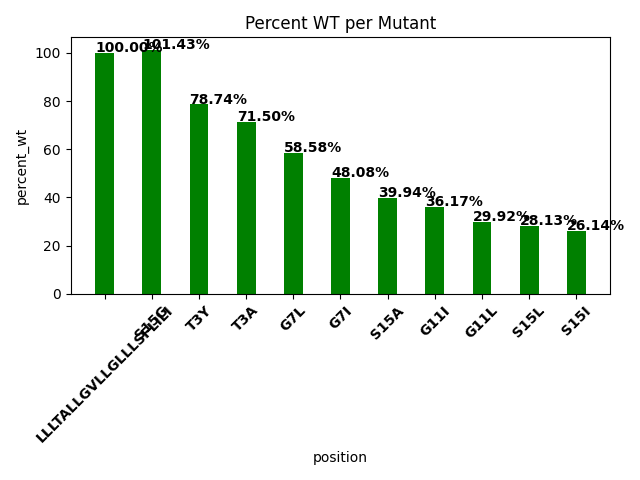 Percent WT per Mutant
percent_wt
100
80
60
40
20
0
100.00%
101.43%
78.74%
71.50%
58.58%
48.08%
39.94%
36.17%
29.92%
28.13%
26.14%
S15G
T3Y
T3A
G7L
G7I
S15A
G11I
G11L
S15L
S15I
position